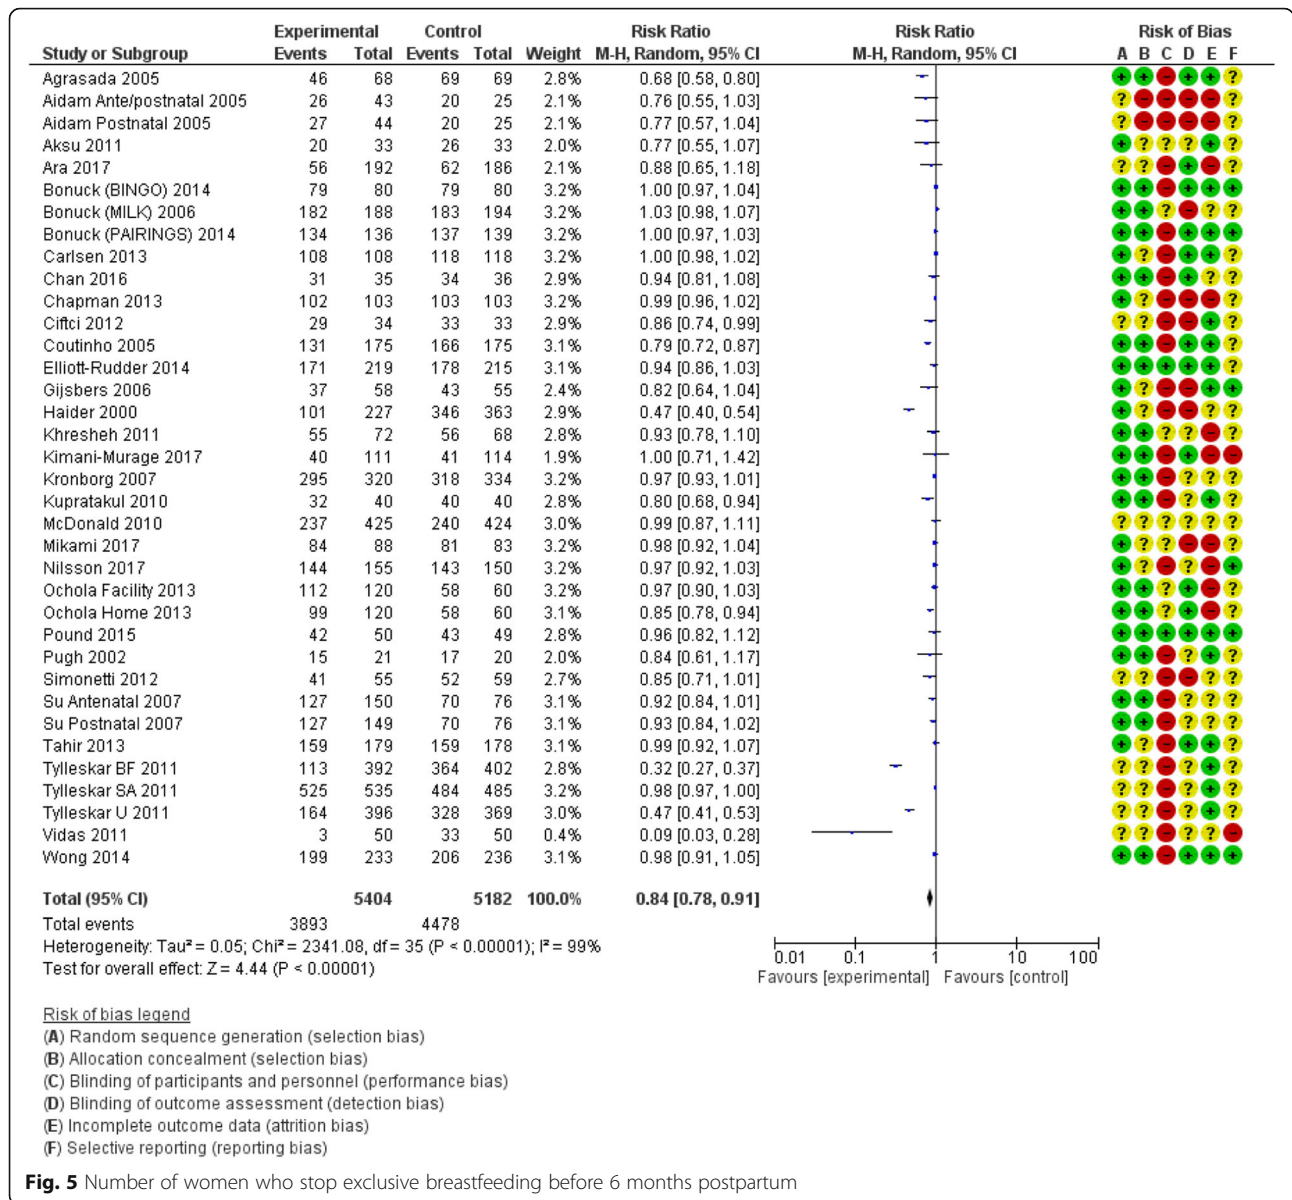 Experimental Control Risk Ratio Risk Ratio Risk of Bias
Study or Subgroup Events Total Events Total Weight M-H, Random, 95% CI M-H, Random, 95% CI A B C D E F
Agrasada 2005 46 68 69 69 2.8% 0.68 [0.58, 0.80] + + - + + ?
Aidam Ante/postnatal 2005 26 43 20 25 2.1% 0.76 [0.55, 1.03] ? - - - - ?
Aidam Postnatal 2005 27 44 20 25 2.1% 0.77 [0.57, 1.04] ? - - - - ?
Aksu 2011 20 33 26 33 2.0% 0.77 [0.55, 1.07] + ? ? ? + ?
Ara 2017 56 192 62 186 2.1% 0.88 [0.65, 1.18] ? ? - + - ?
Bonuck (BINGO) 2014 79 80 79 80 3.2% 1.00 [0.97, 1.04] + + - + + +
Bonuck (MILK) 2006 182 188 183 194 3.2% 1.03 [0.98, 1.07] + + ? - ? ?
Bonuck (PAIRINGS) 2014 134 136 137 139 3.2% 1.00 [0.97, 1.03] + + - + + +
Carlsen 2013 108 108 118 118 3.2% 1.00 [0.98, 1.02] + ? - + + ?
Chan 2016 31 35 34 36 2.9% 0.94 [0.81, 1.08] + + - + ? ?
Chapman 2013 102 103 103 103 3.2% 0.99 [0.96, 1.02] + ? - - - ?
Ciftci 2012 29 34 33 33 2.9% 0.86 [0.74, 0.99] ? ? - - + ?
Coutinho 2005 131 175 166 175 3.1% 0.79 [0.72, 0.87] + + - + + ?
Elliott-Rudder 2014 171 219 178 215 3.1% 0.94 [0.86, 1.03] + + + + + ?
Gijsbers 2006 37 58 43 55 2.4% 0.82 [0.64, 1.04] + ? - - + +
Haider 2000 101 227 346 363 2.9% 0.47 [0.40, 0.54] + ? - - ? ?
Khresheh 2011 55 72 56 68 2.8% 0.93 [0.78, 1.10] + + ? ? - ?
Kimani-Murage 2017 40 111 41 114 1.9% 1.00 [0.71, 1.42] + + - + - -
Kronborg 2007 295 320 318 334 3.2% 0.97 [0.93, 1.01] + + - ? ? ?
Kupratakul 2010 32 40 40 40 2.8% 0.80 [0.68, 0.94] + + - ? + ?
McDonald 2010 237 425 240 424 3.0% 0.99 [0.87, 1.11] ? ? ? ? ? ?
Mikami 2017 84 88 81 83 3.2% 0.98 [0.92, 1.04] + ? ? - - ?
Nilsson 2017 144 155 143 150 3.2% 0.97 [0.92, 1.03] + ? - ? - +
Ochola Facility 2013 112 120 58 60 3.2% 0.97 [0.90, 1.03] + + ? + - ?
Ochola Home 2013 99 120 58 60 3.1% 0.85 [0.78, 0.94] + + ? + - ?
Pound 2015 42 50 43 49 2.8% 0.96 [0.82, 1.12] + + + + + +
Pugh 2002 15 21 17 20 2.0% 0.84 [0.61, 1.17] + + - ? + ?
Simonetti 2012 41 55 52 59 2.7% 0.85 [0.71, 1.01] ? ? - - ? ?
Su Antenatal 2007 127 150 70 76 3.1% 0.92 [0.84, 1.01] + + - ? ? ?
Su Postnatal 2007 127 149 70 76 3.1% 0.93 [0.84, 1.02] + + - ? ? ?
Tahir 2013 159 179 159 178 3.1% 0.99 [0.92, 1.07] + ? - + + ?
Tylleskar BF 2011 113 392 364 402 2.8% 0.32 [0.27, 0.37] ? ? - ? + ?
Tylleskar SA 2011 525 535 484 485 3.2% 0.98 [0.97, 1.00] ? ? - ? + ?
Tylleskar U 2011 164 396 328 369 3.0% 0.47 [0.41, 0.53] ? ? - ? + ?
Vidas 2011 3 50 33 50 0.4% 0.09 [0.03, 0.28] ? ? - ? ? -
Wong 2014 199 233 206 236 3.1% 0.98 [0.91, 1.05] + + - + + +
Total (95% CI) 5404 5182 100.0% 0.84 [0.78, 0.91]
Total events 3893 4478
Heterogeneity: Tau² = 0.05; Chi² = 2341.08, df = 35 (P < 0.00001); I² = 99%
Test for overall effect: Z = 4.44 (P < 0.00001)
0.01 0.1 1 10 100
Favours [experimental] Favours [control]
Risk of bias legend
(A) Random sequence generation (selection bias)
(B) Allocation concealment (selection bias)
(C) Blinding of participants and personnel (performance bias)
(D) Blinding of outcome assessment (detection bias)
(E) Incomplete outcome data (attrition bias)
(F) Selective reporting (reporting bias)
Fig. 5 Number of women who stop exclusive breastfeeding before 6 months postpartum